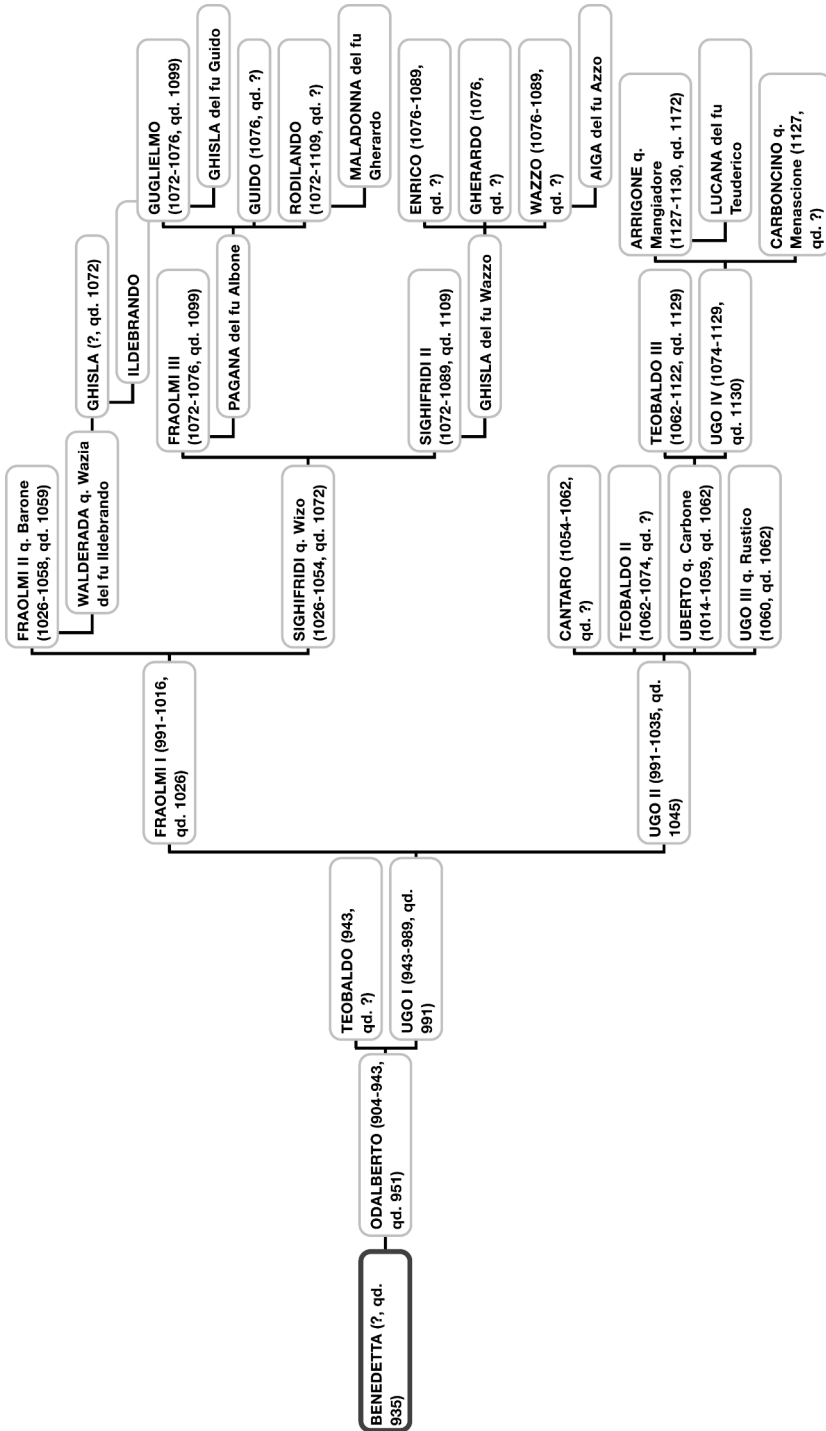 BENEDETTA (?, qd.
935)
ODALBERTO (904-943,
qd. 951)
TEOBALDO (943,
qd. ?)
UGO I (943-989, qd.
991)
FRAOLMI I (991-1016,
qd. 1026)
UGO II (991-1035, qd.
1045)
FRAOLMI II q. Barone
(1026-1058, qd. 1059)
WALDERADA q. Wazia
del fu Ildebrando
SIGHIFRIDI q. Wizo
(1026-1054, qd. 1072)
CANTARO (1054-1062,
qd. ?)
TEOBALDO II
(1062-1074, qd. ?)
UBERTO q. Carbone
(1014-1059, qd. 1062)
UGO III q. Rustico
(1060, qd. 1062)
GHISLA (?, qd. 1072)
ILDEBRANDO
FRAOLMI III
(1072-1076, qd. 1099)
PAGANA del fu Albone
SIGHIFRIDI II
(1072-1089, qd. 1109)
GHISLA del fu Wazzo
TEOBALDO III
(1062-1122, qd. 1129)
UGO IV (1074-1129,
qd. 1130)
GUGLIELMO
(1072-1076, qd. 1099)
GHISLA del fu Guido
GUIDO (1076, qd. ?)
RODILANDO
(1072-1109, qd. ?)
MALADONNA del fu
Gherardo
ENRICO (1076-1089,
qd. ?)
GHERARDO (1076,
qd. ?)
WAZZO (1076-1089,
qd. ?)
AIGA del fu Azzo
ARRIGONE q.
Mangiadore
(1127-1130, qd. 1172)
LUCANA del fu
Teuderico
CARBONCINO q.
Menascione (1127,
qd. ?)